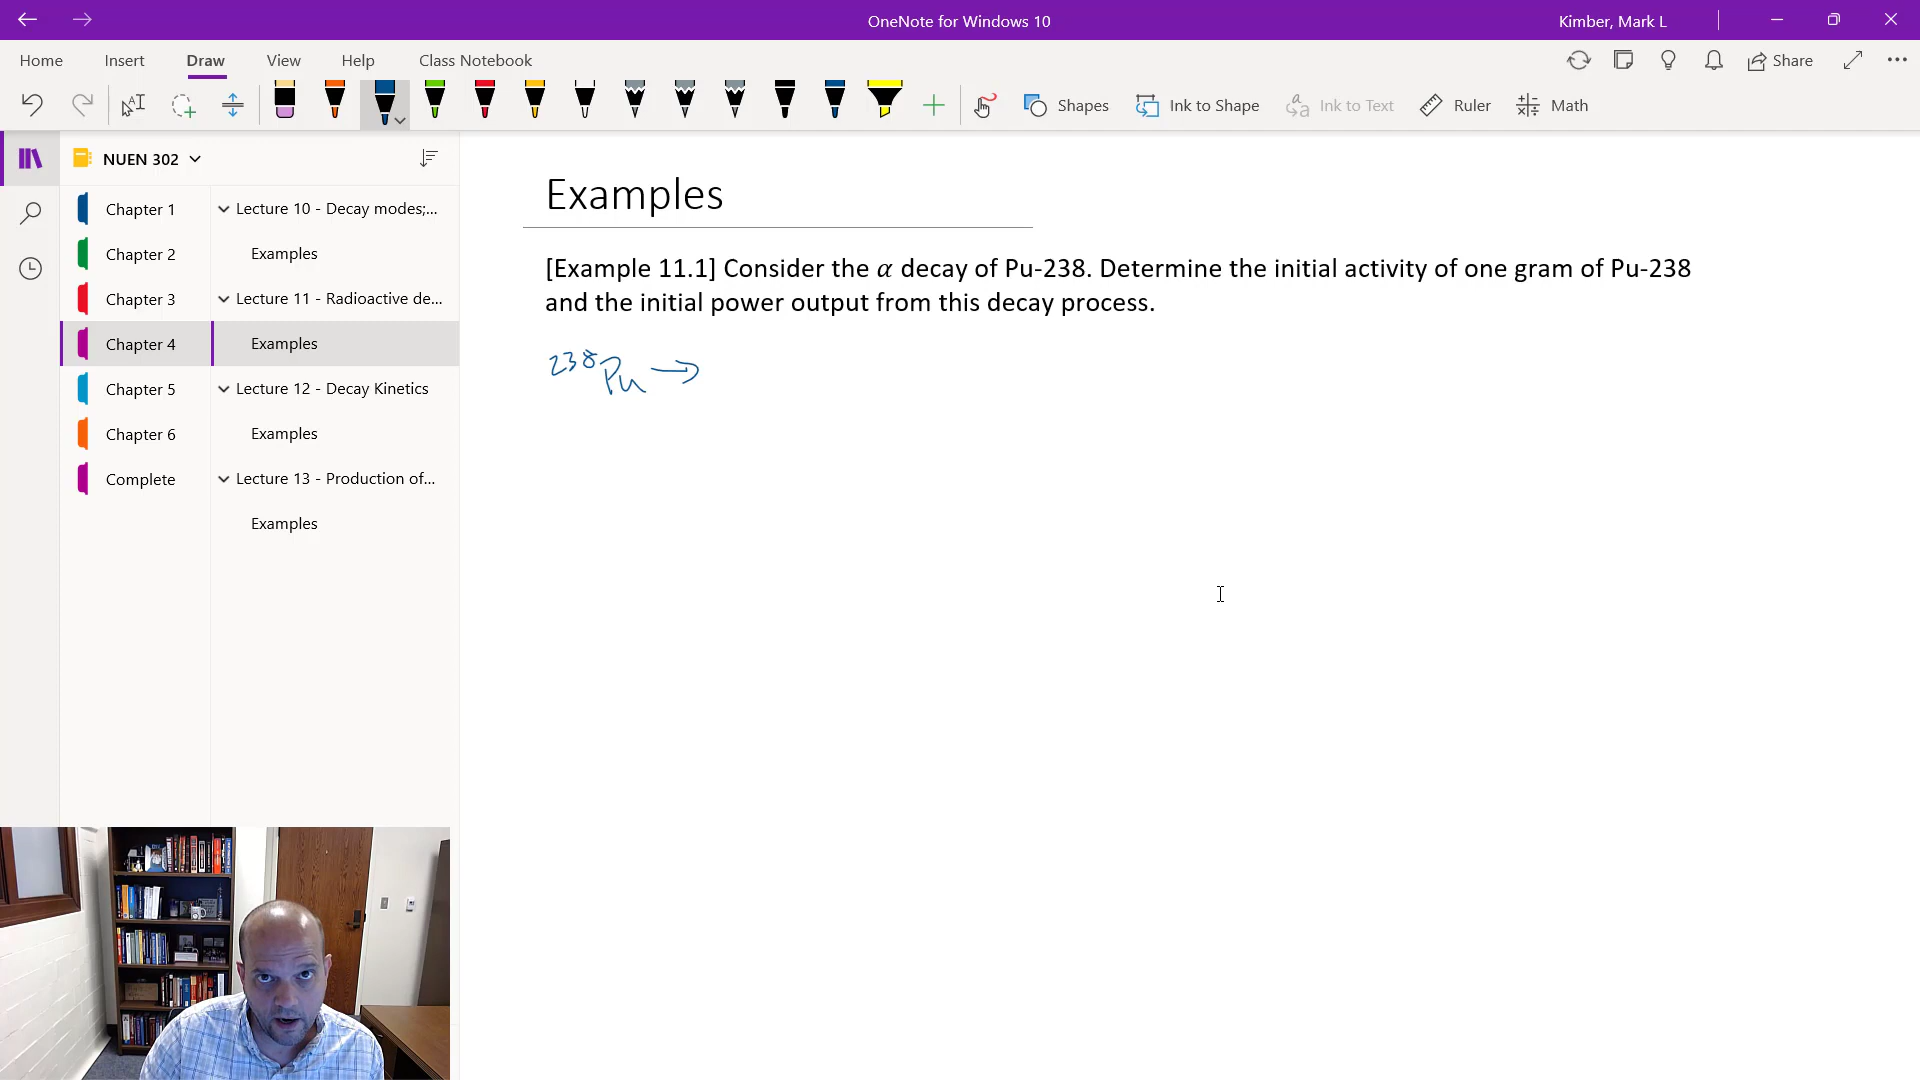 OneNote for Windows 10
Kimber, Mark L
Home Insert Draw View Help Class Notebook
Share
Shapes Ink to Shape Ink to Text Ruler Math
NUEN 302
Chapter 1
Chapter 2
Chapter 3
Chapter 4
Chapter 5
Chapter 6
Complete
Lecture 10 - Decay modes;...
Examples
Lecture 11 - Radioactive de...
Examples
Lecture 12 - Decay Kinetics
Examples
Lecture 13 - Production of...
Examples
Examples
[Example 11.1] Consider the α decay of Pu-238. Determine the initial activity of one gram of Pu-238
and the initial power output from this decay process.
²³⁸Pu →